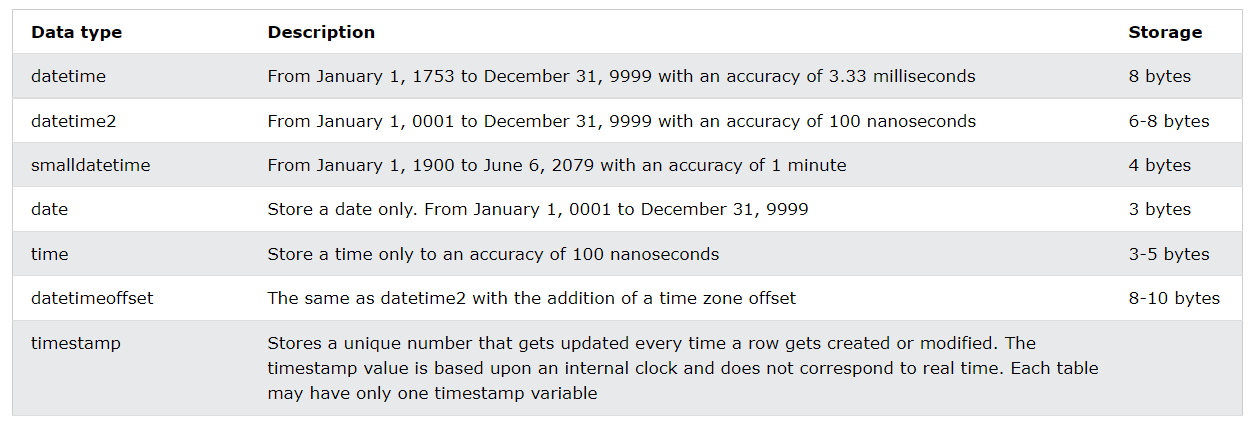 Data type Description Storage
datetime From January 1, 1753 to December 31, 9999 with an accuracy of 3.33 milliseconds 8 bytes
datetime2 From January 1, 0001 to December 31, 9999 with an accuracy of 100 nanoseconds 6-8 bytes
smalldatetime From January 1, 1900 to June 6, 2079 with an accuracy of 1 minute 4 bytes
date Store a date only. From January 1, 0001 to December 31, 9999 3 bytes
time Store a time only to an accuracy of 100 nanoseconds 3-5 bytes
datetimeoffset The same as datetime2 with the addition of a time zone offset 8-10 bytes
timestamp Stores a unique number that gets updated every time a row gets created or modified. The
timestamp value is based upon an internal clock and does not correspond to real time. Each table
may have only one timestamp variable